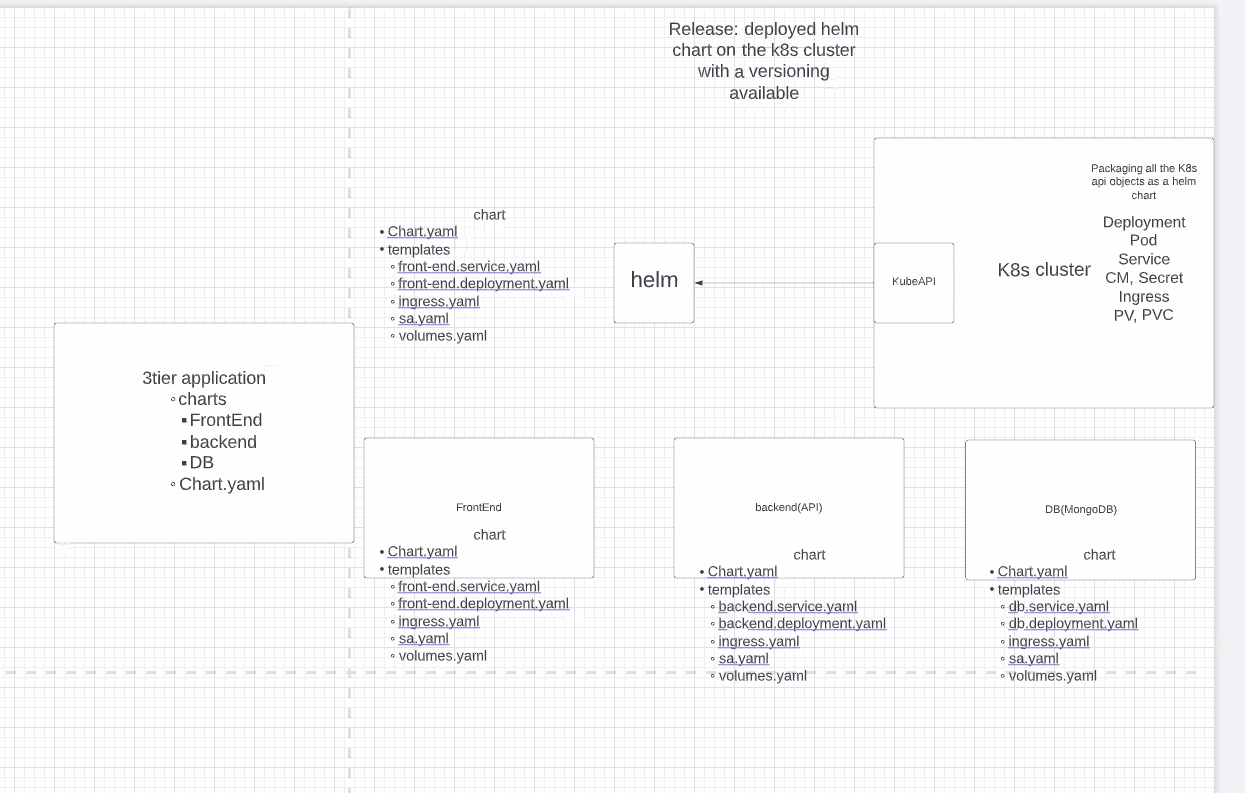 Release: deployed helm
chart on the k8s cluster
with a versioning
available
Packaging all the K8s
api objects as a helm
chart
Deployment
Pod
Service
CM, Secret
Ingress
PV, PVC
K8s cluster
KubeAPI
helm
chart
• Chart.yaml
• templates
◦ front-end.service.yaml
◦ front-end.deployment.yaml
◦ ingress.yaml
◦ sa.yaml
◦ volumes.yaml
3tier application
◦ charts
▪ FrontEnd
▪ backend
▪ DB
◦ Chart.yaml
FrontEnd
chart
• Chart.yaml
• templates
◦ front-end.service.yaml
◦ front-end.deployment.yaml
◦ ingress.yaml
◦ sa.yaml
◦ volumes.yaml
backend(API)
chart
• Chart.yaml
• templates
◦ backend.service.yaml
◦ backend.deployment.yaml
◦ ingress.yaml
◦ sa.yaml
◦ volumes.yaml
DB(MongoDB)
chart
• Chart.yaml
• templates
◦ db.service.yaml
◦ db.deployment.yaml
◦ ingress.yaml
◦ sa.yaml
◦ volumes.yaml